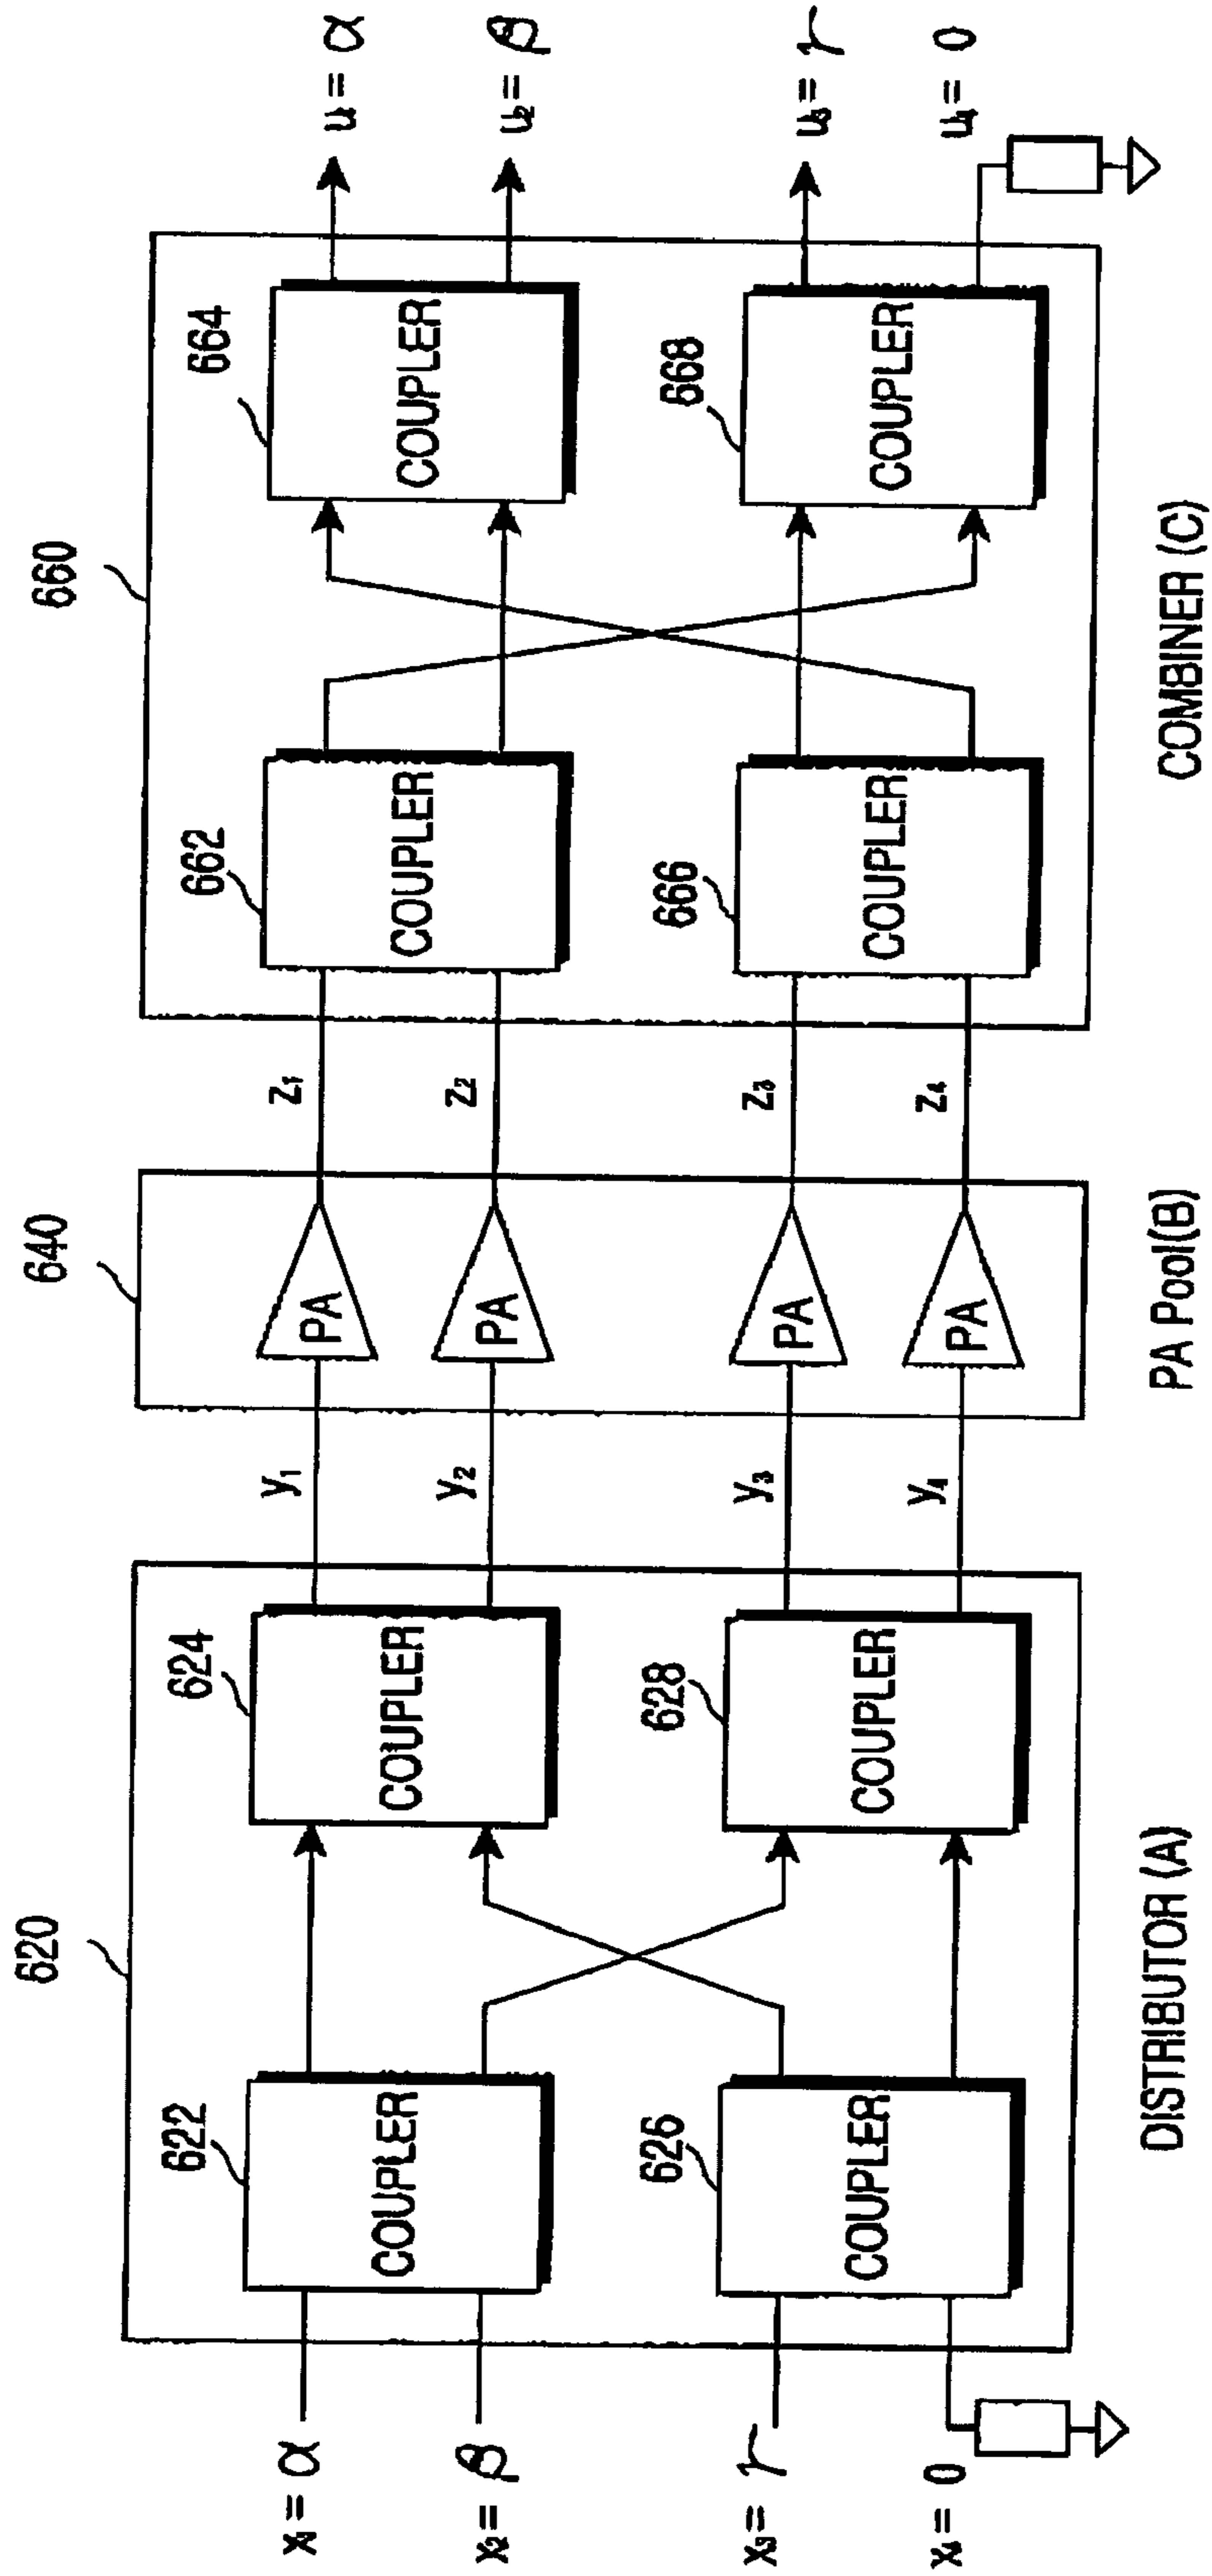 620
640
660
622
624
662
664
COUPLER
COUPLER
PA
COUPLER
COUPLER
x₁ = α
y₁
z₁
u₁ = α
x₂ = β
y₂
PA
z₂
u₂ = β
626
628
666
668
COUPLER
COUPLER
PA
COUPLER
COUPLER
x₃ = γ
y₃
z₃
u₃ = γ
x₄ = 0
y₄
PA
z₄
u₄ = 0
DISTRIBUTOR (A)
PA Pool(B)
COMBINER (C)